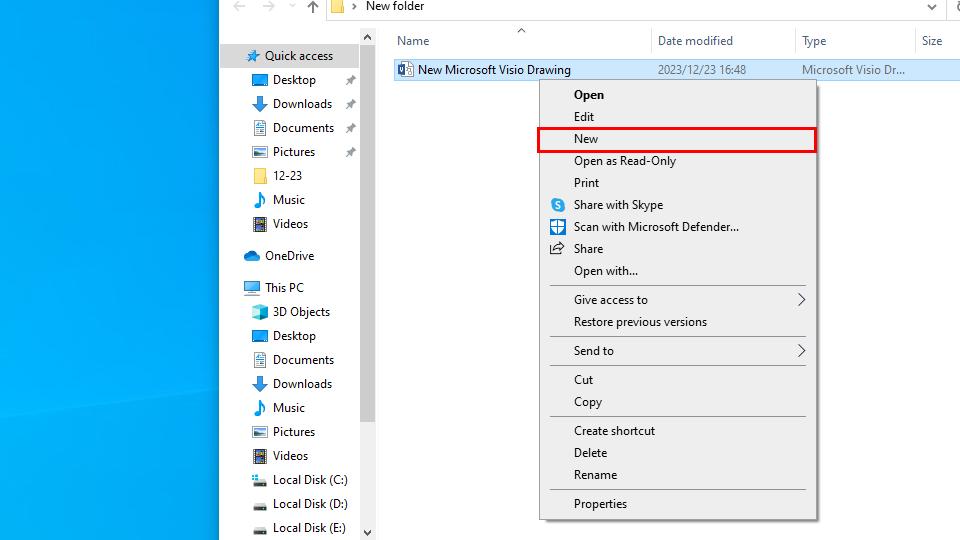 New folder
Name
Date modified
Type
Size
New Microsoft Visio Drawing
2023/12/23 16:48
Microsoft Visio Dr...
Quick access
Desktop
Downloads
Documents
Pictures
12-23
Music
Videos
OneDrive
This PC
3D Objects
Desktop
Documents
Downloads
Music
Pictures
Videos
Local Disk (C:)
Local Disk (D:)
Local Disk (E:)
Open
Edit
New
Open as Read-Only
Print
Share with Skype
Scan with Microsoft Defender...
Share
Open with...
Give access to
Restore previous versions
Send to
Cut
Copy
Create shortcut
Delete
Rename
Properties